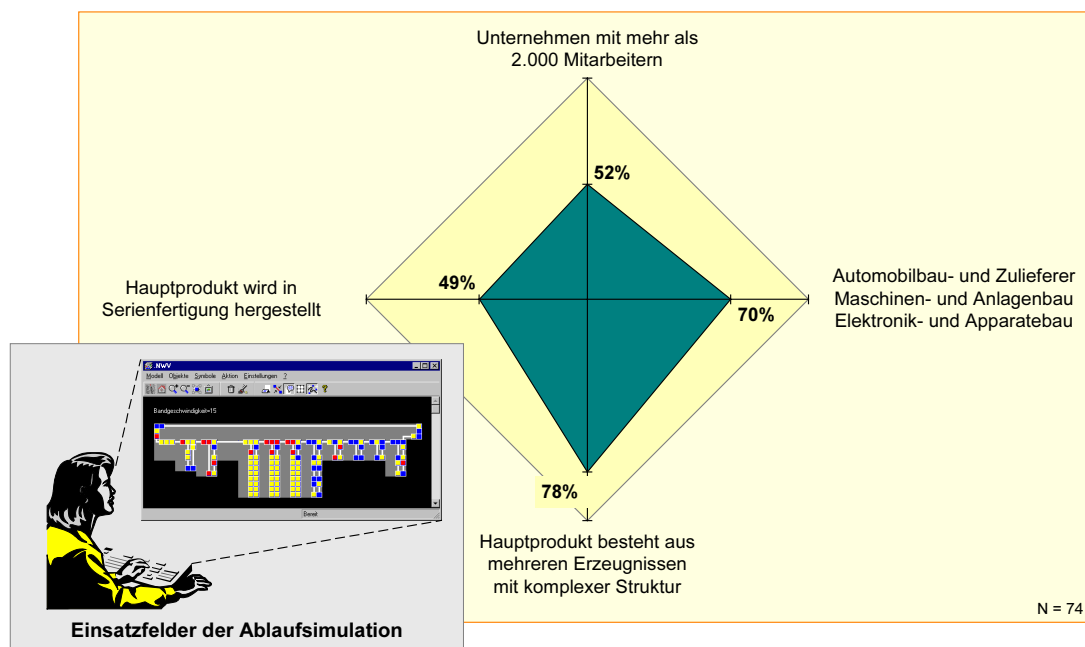 Unternehmen mit mehr als
2.000 Mitarbeitern
52%
49%
70%
78%
Hauptprodukt wird in
Serienfertigung hergestellt
Automobilbau- und Zulieferer
Maschinen- und Anlagenbau
Elektronik- und Apparatebau
Hauptprodukt besteht aus
mehreren Erzeugnissen
mit komplexer Struktur
N = 74
.NWV
Modell Objekte Symbole Aktion Einstellungen ?
Bandgeschwindigkeit=15
Bereit
Einsatzfelder der Ablaufsimulation